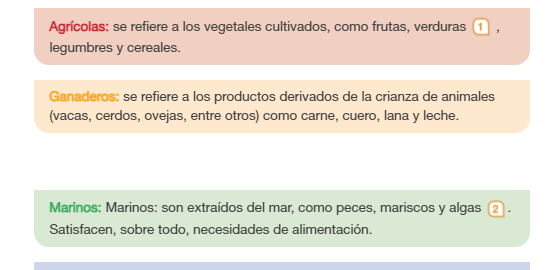 Agrícolas: se refiere a los vegetales cultivados, como frutas, verduras 1 ,
legumbres y cereales.
Ganaderos: se refiere a los productos derivados de la crianza de animales
(vacas, cerdos, ovejas, entre otros) como carne, cuero, lana y leche.
Marinos: Marinos: son extraídos del mar, como peces, mariscos y algas 2 .
Satisfacen, sobre todo, necesidades de alimentación.